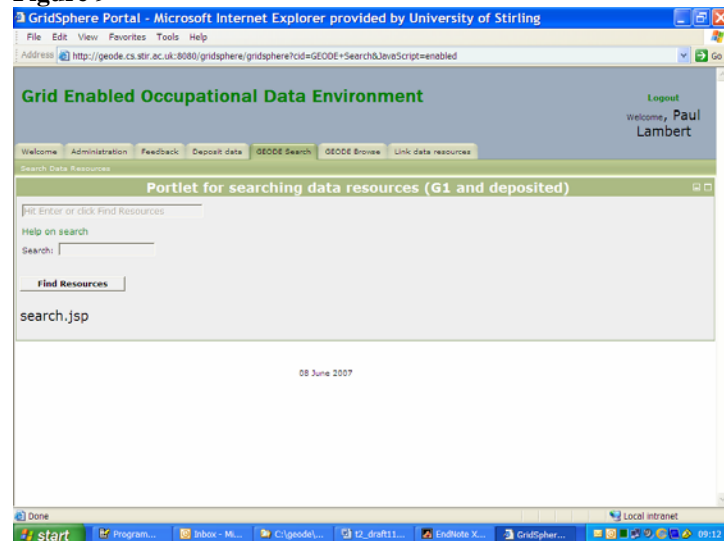 GridSphere Portal - Microsoft Internet Explorer provided by University of Stirling
File Edit View Favorites Tools Help
Address http://geode.cs.stir.ac.uk:8080/gridsphere/gridsphere?cid=GEODE+Search&JavaScript=enabled Go
Grid Enabled Occupational Data Environment
Logout
Welcome, Paul Lambert
Welcome Administration Feedback Deposit data GEODE Search GEODE Browse Link data resources
Search Data Resources
Portlet for searching data resources (G1 and deposited)
Hit Enter or click Find Resources
Help on search
Search:
Find Resources
search.jsp
08 June 2007
Done Local intranet
start Program... Inbox - Mi... C:\geode\... t2_draft11... EndNote X... GridSpher... 09:12